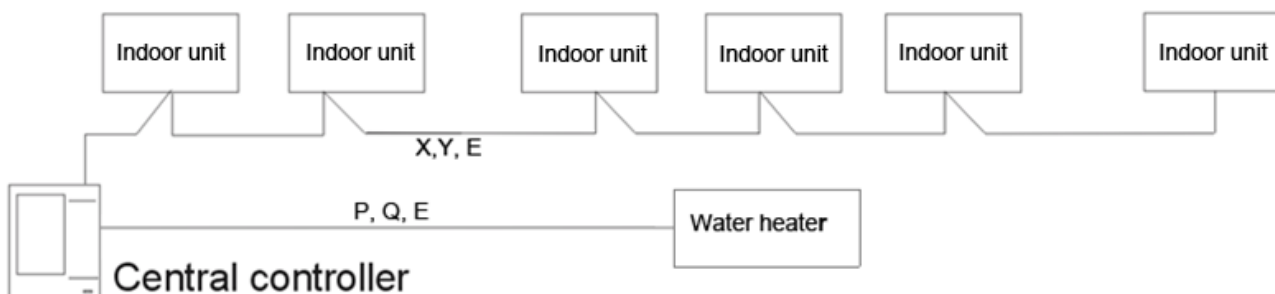 Indoor unit Indoor unit Indoor unit Indoor unit Indoor unit Indoor unit
X,Y, E
P, Q, E
Water heater
Central controller